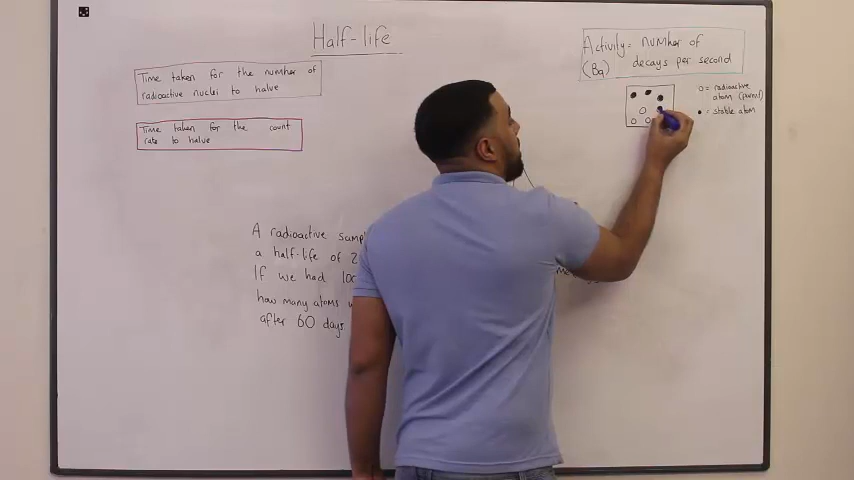 Half-life
Time taken for the number of
radioactive nuclei to halve
Time taken for the count
rate to halve
A radioactive samp
a half-life of 2
If we had 100
how many atoms
after 60 days
Activity = number of
(Bq) decays per second
o = radioactive
atom (parent)
• = stable atom